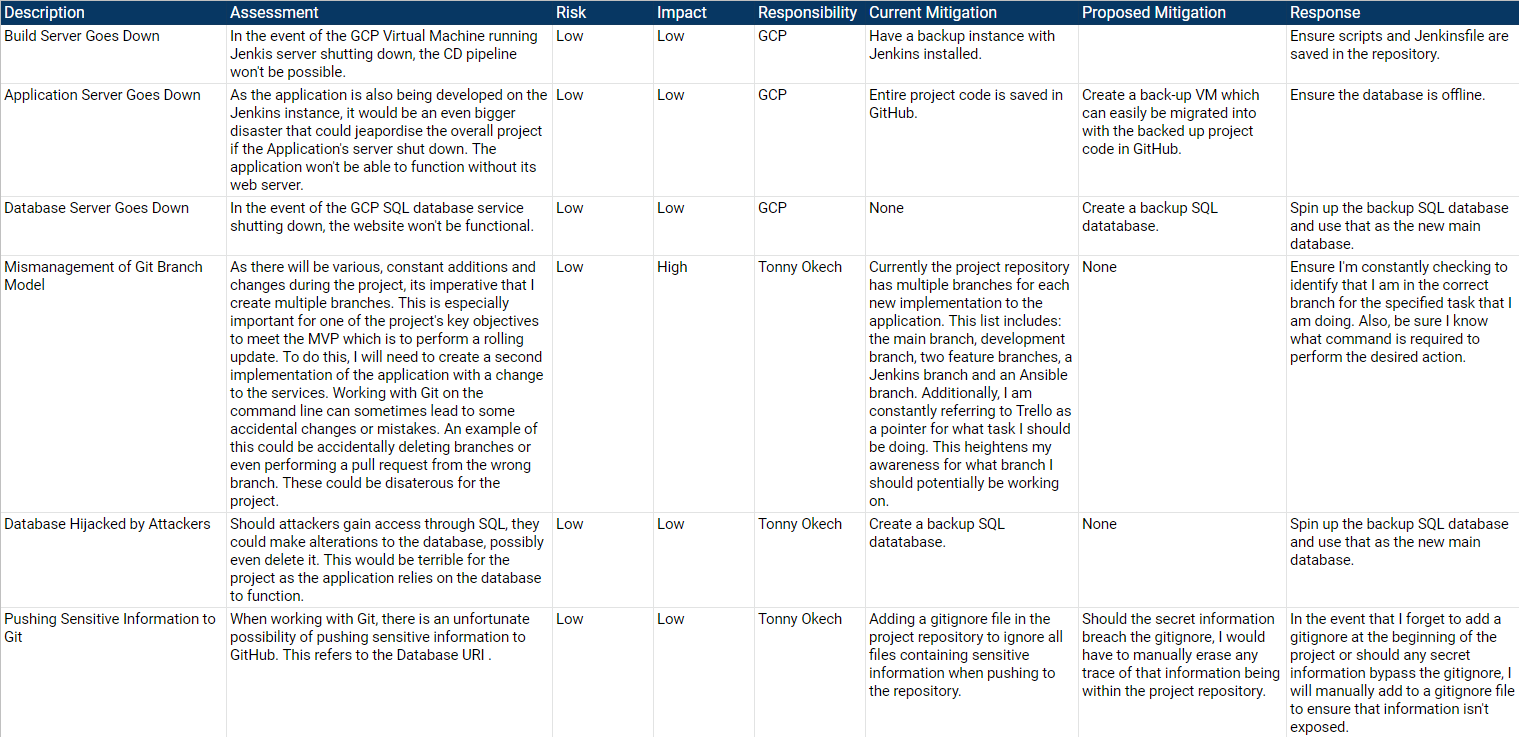 Description Assessment Risk Impact Responsibility Current Mitigation Proposed Mitigation Response
Build Server Goes Down
In the event of the GCP Virtual Machine running
Jenkis server shutting down, the CD pipeline
won't be possible.
Low
Low
GCP
Have a backup instance with
Jenkins installed.
Ensure scripts and Jenkinsfile are
saved in the repository.
Application Server Goes Down
As the application is also being developed on the
Jenkins instance, it would be an even bigger
disaster that could jeapordise the overall project
if the Application's server shut down. The
application won't be able to function without its
web server.
Low
Low
GCP
Entire project code is saved in
GitHub.
Create a back-up VM which
can easily be migrated into
with the backed up project
code in GitHub.
Ensure the database is offline.
Database Server Goes Down
In the event of the GCP SQL database service
shutting down, the website won't be functional.
Low
Low
GCP
None
Create a backup SQL
datatabase.
Spin up the backup SQL database
and use that as the new main
database.
Mismanagement of Git Branch
Model
As there will be various, constant additions and
changes during the project, its imperative that I
create multiple branches. This is especially
important for one of the project's key objectives
to meet the MVP which is to perform a rolling
update. To do this, I will need to create a second
implementation of the application with a change
to the services. Working with Git on the
command line can sometimes lead to some
accidental changes or mistakes. An example of
this could be accidentally deleting branches or
even performing a pull request from the wrong
branch. These could be disaterous for the
project.
Low
High
Tonny Okech
Currently the project repository
has multiple branches for each
new implementation to the
application. This list includes:
the main branch, development
branch, two feature branches, a
Jenkins branch and an Ansible
branch. Additionally, I am
constantly referring to Trello as
a pointer for what task I should
be doing. This heightens my
awareness for what branch I
should potentially be working
on.
None
Ensure I'm constantly checking to
identify that I am in the correct
branch for the specified task that I
am doing. Also, be sure I know
what command is required to
perform the desired action.
Database Hijacked by Attackers
Should attackers gain access through SQL, they
could make alterations to the database, possibly
even delete it. This would be terrible for the
project as the application relies on the database
to function.
Low
Low
Tonny Okech
Create a backup SQL
datatabase.
None
Spin up the backup SQL database
and use that as the new main
database.
Pushing Sensitive Information to
Git
When working with Git, there is an unfortunate
possibility of pushing sensitive information to
GitHub. This refers to the Database URI .
Low
Low
Tonny Okech
Adding a gitignore file in the
project repository to ignore all
files containing sensitive
information when pushing to
the repository.
Should the secret information
breach the gitignore, I would
have to manually erase any
trace of that information being
within the project repository.
In the event that I forget to add a
gitignore at the beginning of the
project or should any secret
information bypass the gitignore, I
will manually add to a gitignore file
to ensure that information isn't
exposed.